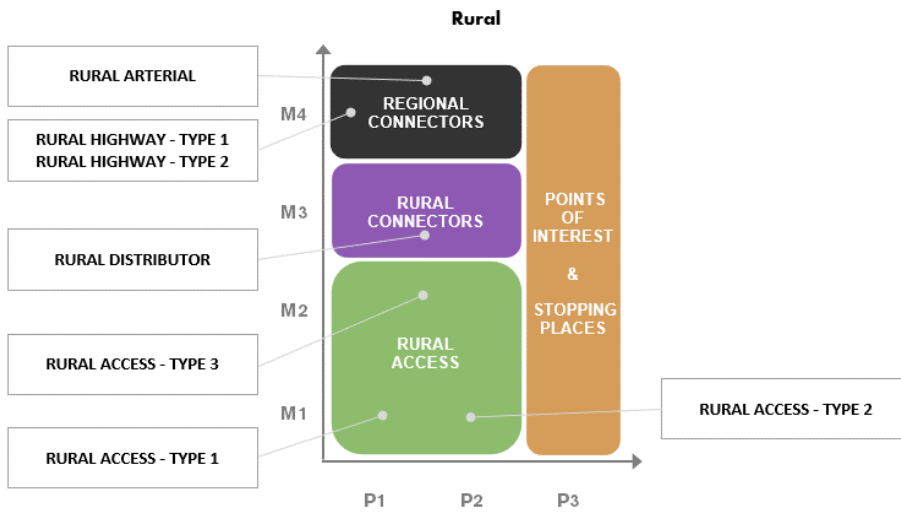 Rural
RURAL ARTERIAL
RURAL HIGHWAY - TYPE 1
RURAL HIGHWAY - TYPE 2
RURAL DISTRIBUTOR
RURAL ACCESS - TYPE 3
RURAL ACCESS - TYPE 1
M4
M3
M2
M1
REGIONAL
CONNECTORS
RURAL
CONNECTORS
RURAL
ACCESS
POINTS
OF
INTEREST
&
STOPPING
PLACES
RURAL ACCESS - TYPE 2
P1
P2
P3